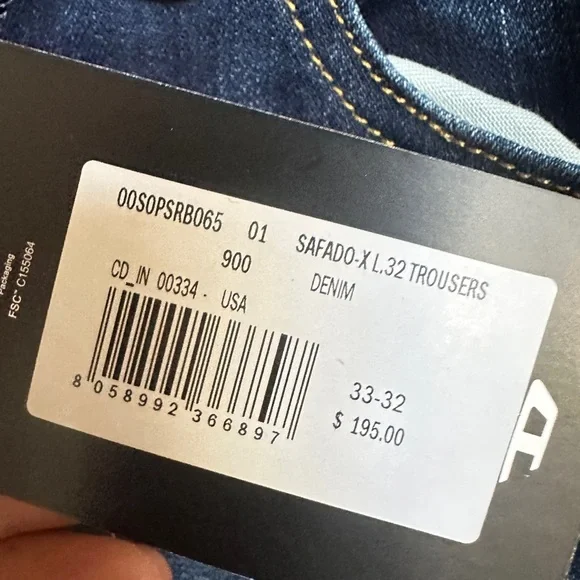 00S0PSRB065 01 SAFADO-X L.32 TROUSERS
900 DENIM
CD_IN 00334 - USA
8 058992 366897
33-32
$ 195.00
Packaging
FSC™ C155064